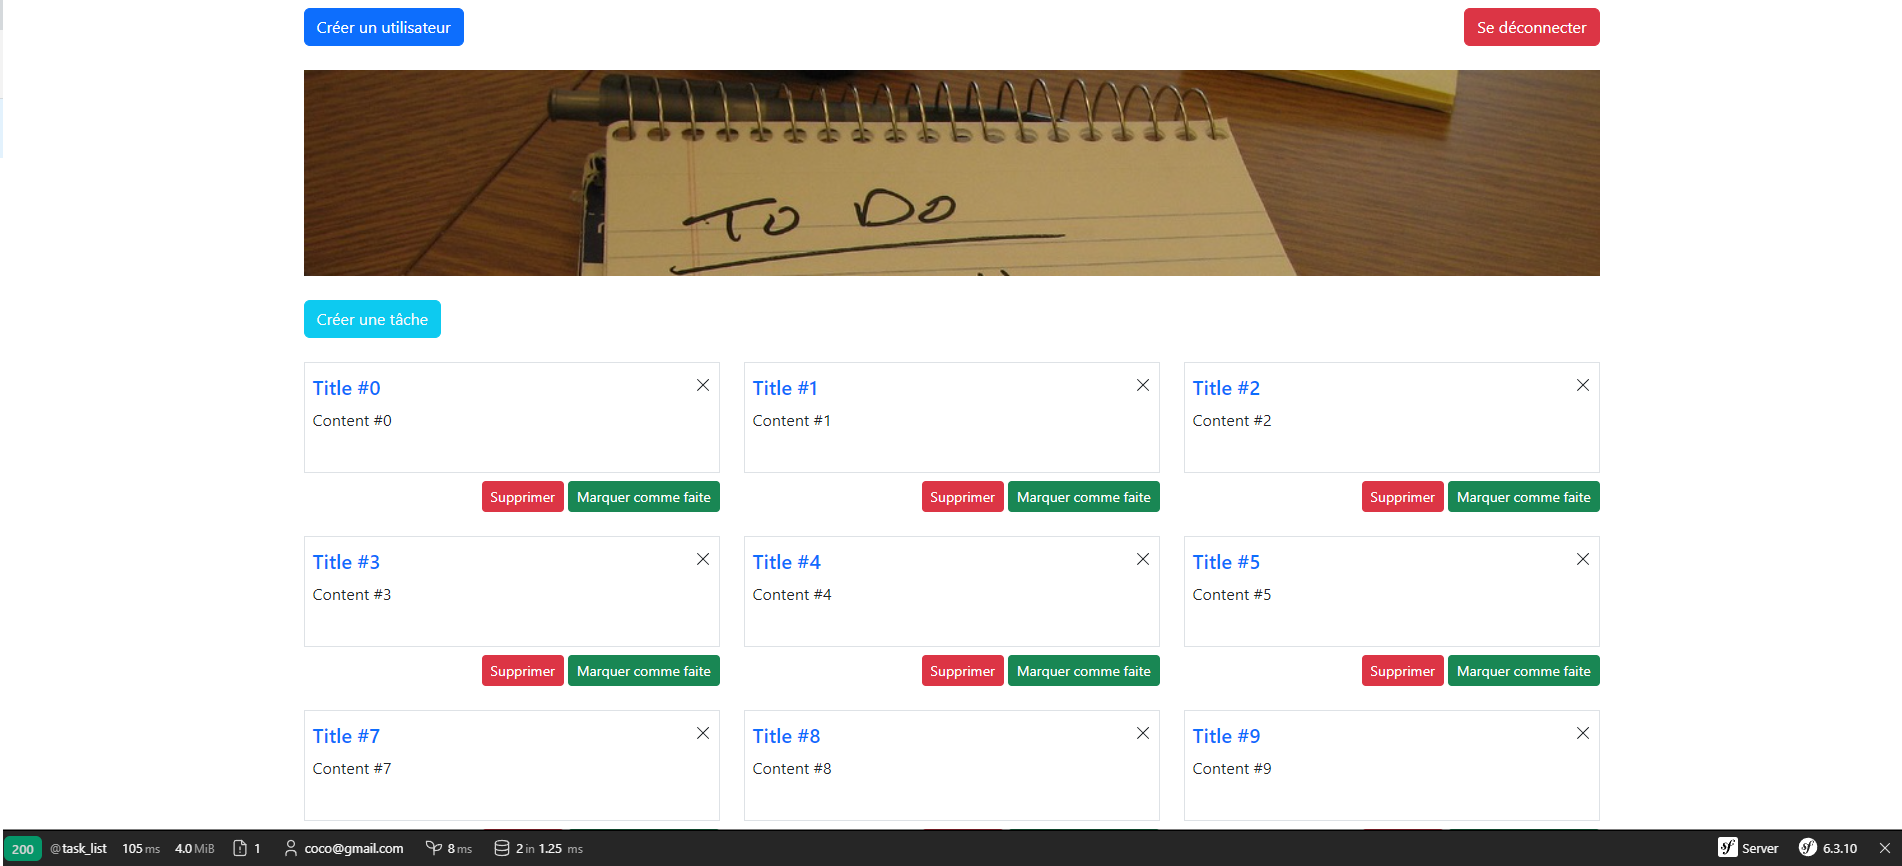 Créer un utilisateur
Se déconnecter
To Do
Créer une tâche
Title #0
Content #0
Supprimer
Marquer comme faite
Title #1
Content #1
Supprimer
Marquer comme faite
Title #2
Content #2
Supprimer
Marquer comme faite
Title #3
Content #3
Supprimer
Marquer comme faite
Title #4
Content #4
Supprimer
Marquer comme faite
Title #5
Content #5
Supprimer
Marquer comme faite
Title #7
Content #7
Title #8
Content #8
Title #9
Content #9
200 @task_list 105 ms 4.0 MiB 1 coco@gmail.com 8 ms 2 in 1.25 ms sf Server sf 6.3.10